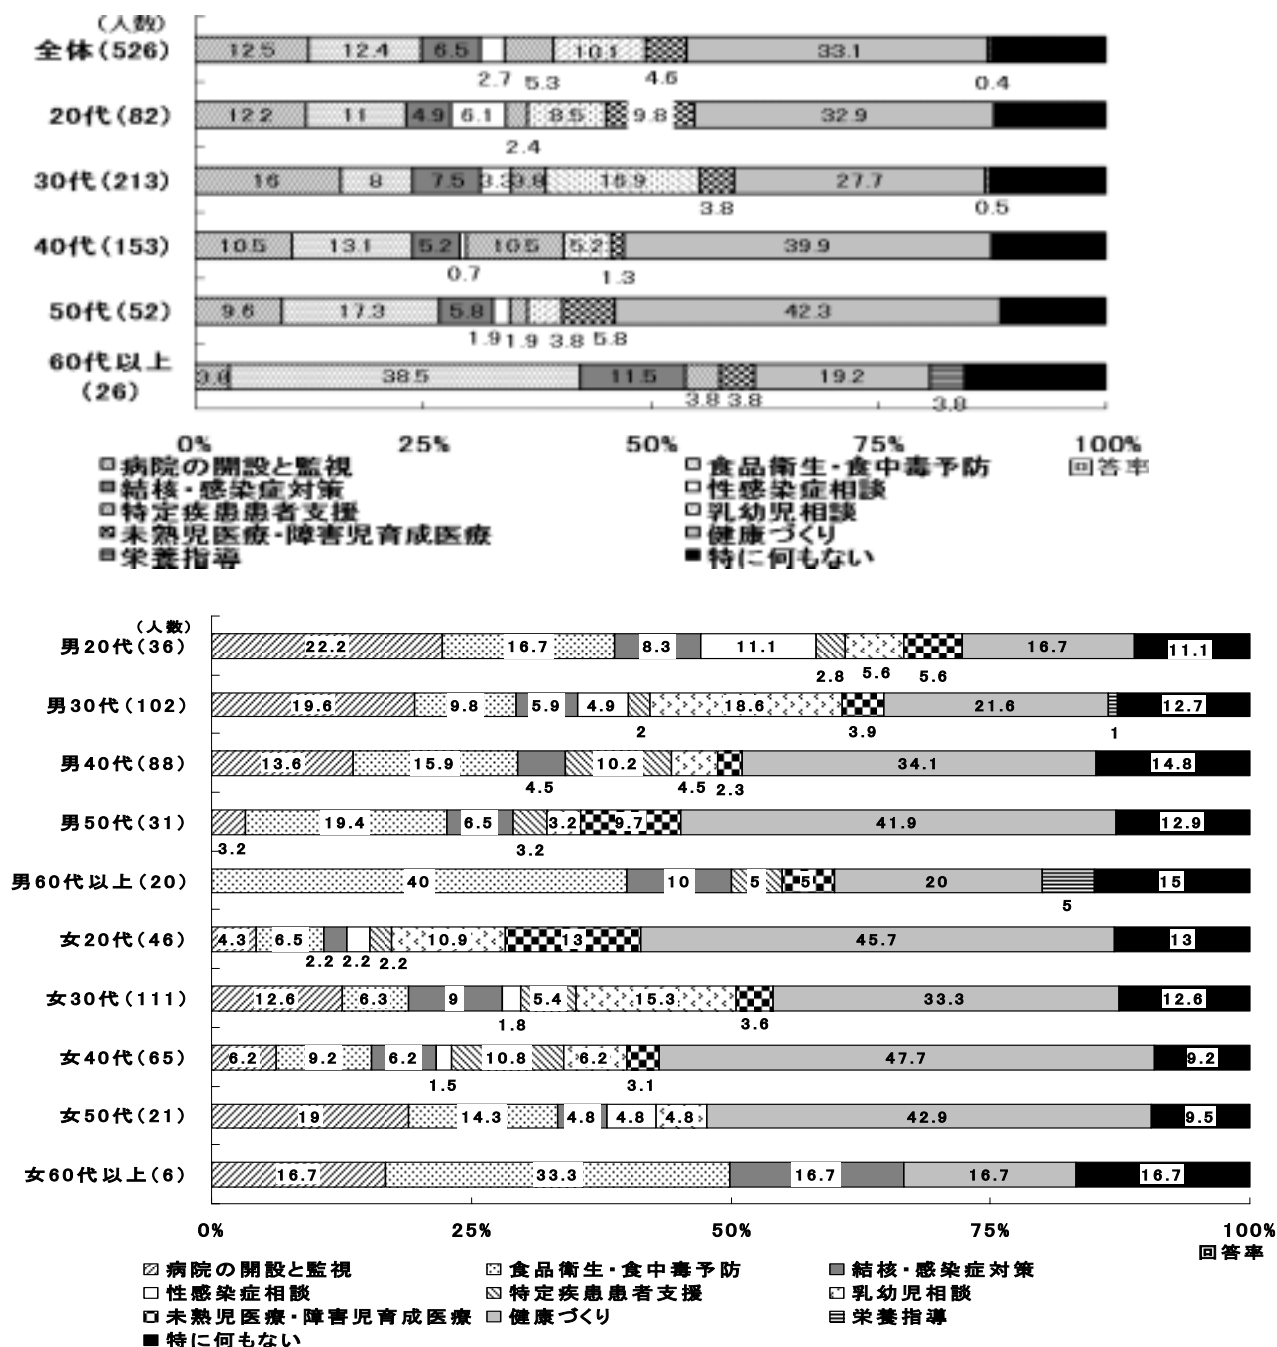 (人数)
全体(526) 12.5 12.4 6.5 10.1 33.1
2.7 5.3 4.6 0.4
20代(82) 12.2 11 4.9 6.1 8.5 9.8 32.9
2.4
30代(213) 16 8 7.5 3.3 3.8 16.9 27.7
3.8 0.5
40代(153) 10.5 13.1 5.2 10.5 5.2 39.9
0.7 1.3
50代(52) 9.6 17.3 5.8 42.3
1.9 1.9 3.8 5.8
60代以上
(26) 3.8 38.5 11.5 19.2
3.8 3.8 3.8
0% 25% 50% 75% 100%
病院の開設と監視 食品衛生・食中毒予防 回答率
結核・感染症対策 性感染症相談
特定疾患患者支援 乳幼児相談
未熟児医療・障害児育成医療 健康づくり
栄養指導 特に何もない
(人数)
男20代(36) 22.2 16.7 8.3 11.1 16.7 11.1
2.8 5.6 5.6
男30代(102) 19.6 9.8 5.9 4.9 18.6 21.6 12.7
2 3.9 1
男40代(88) 13.6 15.9 10.2 34.1 14.8
4.5 4.5 2.3
男50代(31) 19.4 6.5 3.2 9.7 41.9 12.9
3.2 3.2
男60代以上(20) 40 10 5 5 20 15
5
女20代(46) 4.3 6.5 10.9 13 45.7 13
2.2 2.2 2.2
女30代(111) 12.6 6.3 9 5.4 15.3 33.3 12.6
1.8 3.6
女40代(65) 6.2 9.2 6.2 10.8 6.2 47.7 9.2
1.5 3.1
女50代(21) 19 14.3 4.8 4.8 4.8 42.9 9.5
女60代以上(6) 16.7 33.3 16.7 16.7 16.7
0% 25% 50% 75% 100%
回答率
病院の開設と監視 食品衛生・食中毒予防 結核・感染症対策
性感染症相談 特定疾患患者支援 乳幼児相談
未熟児医療・障害児育成医療 健康づくり 栄養指導
特に何もない